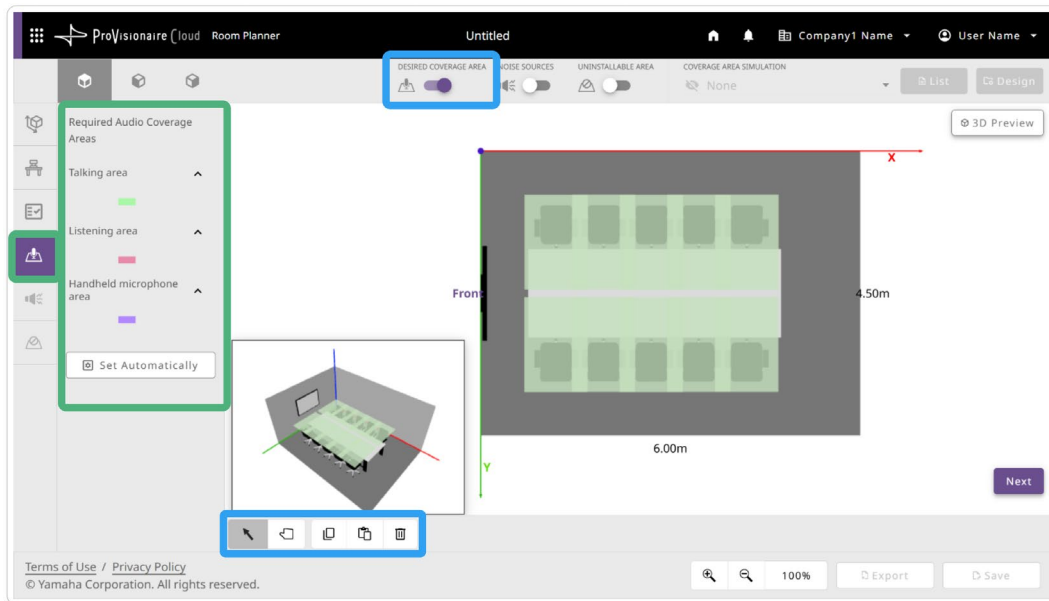 ProVisionaire Cloud Room Planner
Untitled
Company1 Name
User Name
DESIRED COVERAGE AREA
NOISE SOURCES
UNINSTALLABLE AREA
COVERAGE AREA SIMULATION
None
List
Design
Required Audio Coverage
Areas
Talking area
Listening area
Handheld microphone
area
Set Automatically
3D Preview
X
Front
4.50m
6.00m
Y
Next
Terms of Use / Privacy Policy
© Yamaha Corporation. All rights reserved.
100%
Export
Save